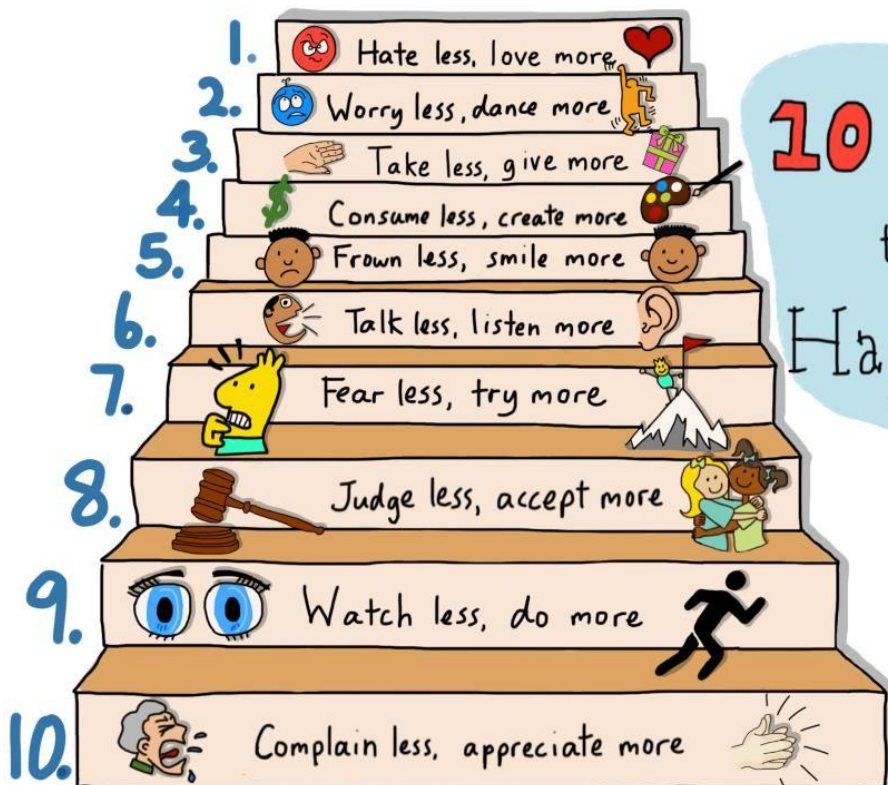 1. Hate less, love more
2. Worry less, dance more
3. Take less, give more
4. Consume less, create more
5. Frown less, smile more
6. Talk less, listen more
7. Fear less, try more
8. Judge less, accept more
9. Watch less, do more
10. Complain less, appreciate more
10